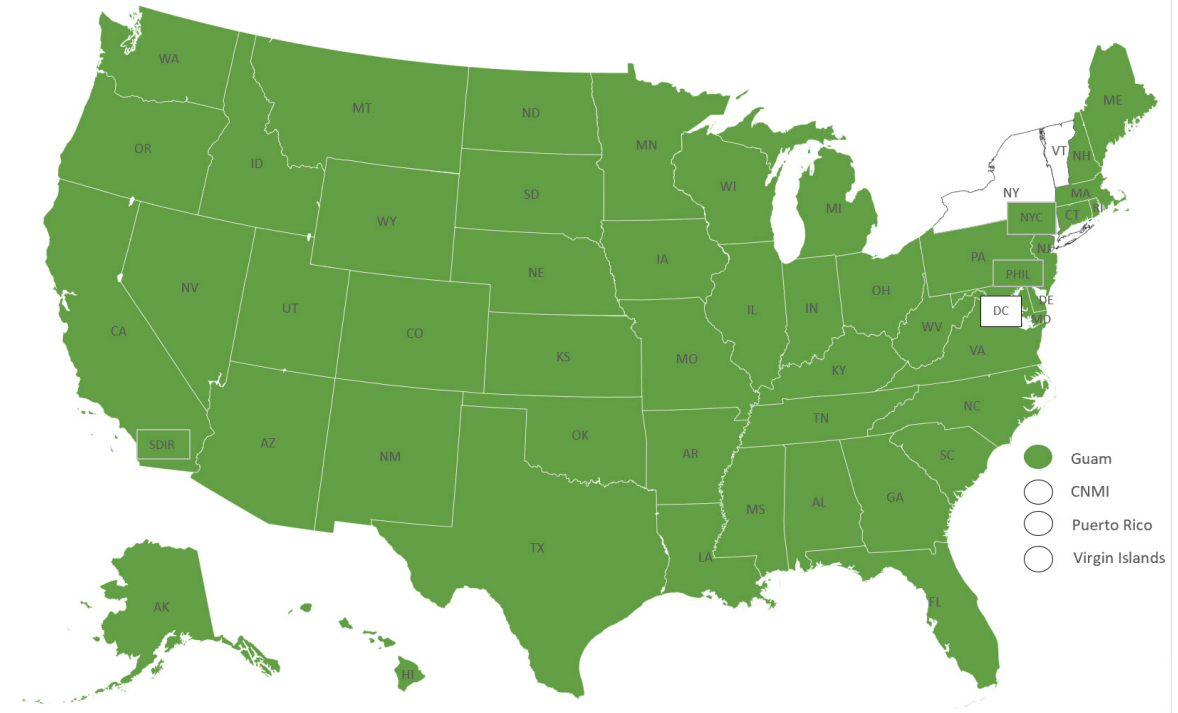 WA
MT
ND
MN
ME
OR
ID
SD
WI
MI
NY
VT
NH
MA
NYC
CT
RI
WY
IA
PA
NJ
NV
NE
PHIL
UT
IL
IN
OH
DE
DC
MD
CA
CO
WV
KS
MO
VA
KY
SDIR
AZ
NM
OK
AR
TN
NC
SC
MS
AL
GA
TX
LA
FL
AK
HI
Guam
CNMI
Puerto Rico
Virgin Islands